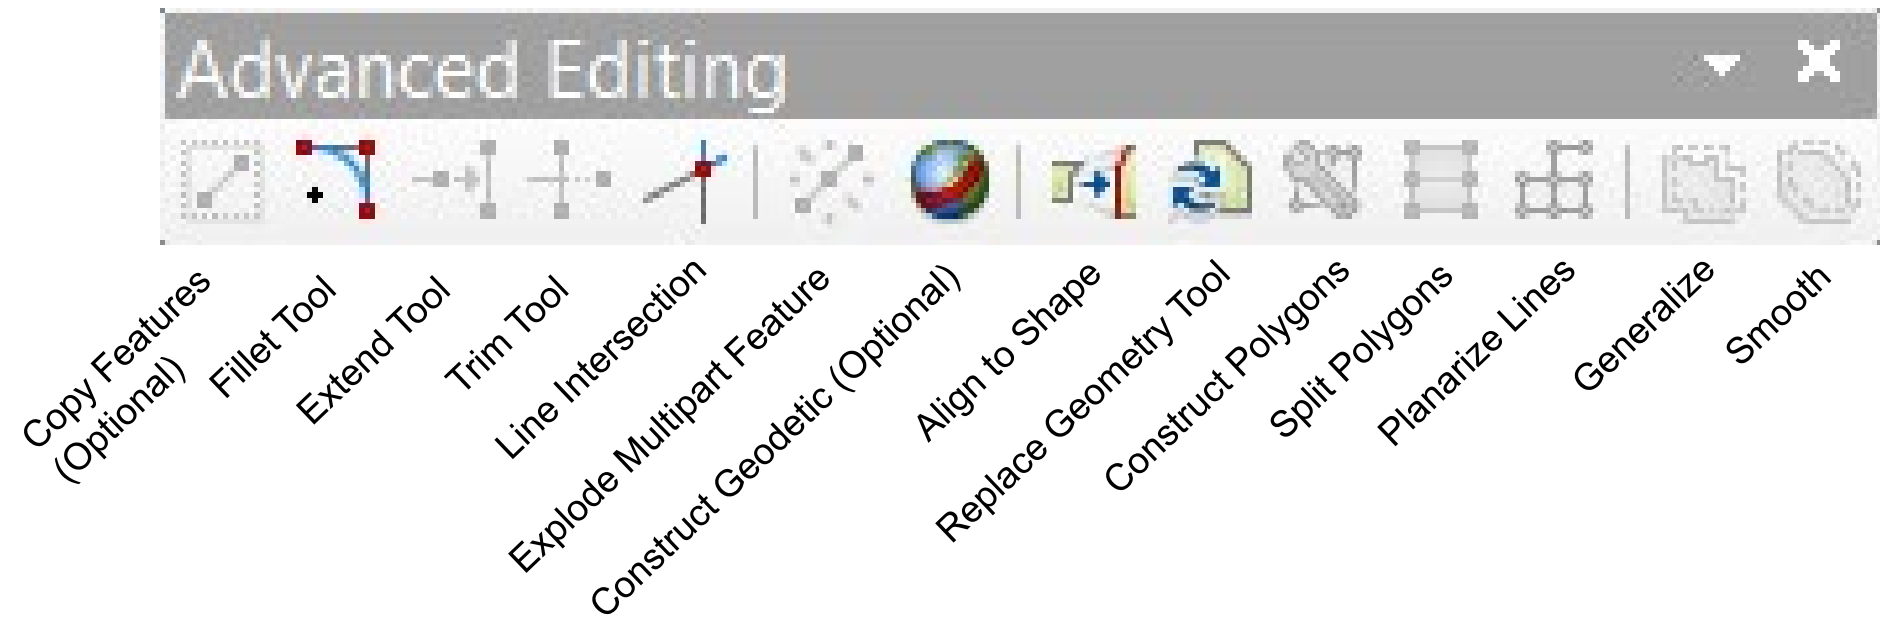 Advanced Editing
Copy Features
(Optional)
Fillet Tool
Extend Tool
Trim Tool
Line Intersection
Explode Multipart Feature
Construct Geodetic (Optional)
Align to Shape
Replace Geometry Tool
Construct Polygons
Split Polygons
Planarize Lines
Generalize
Smooth